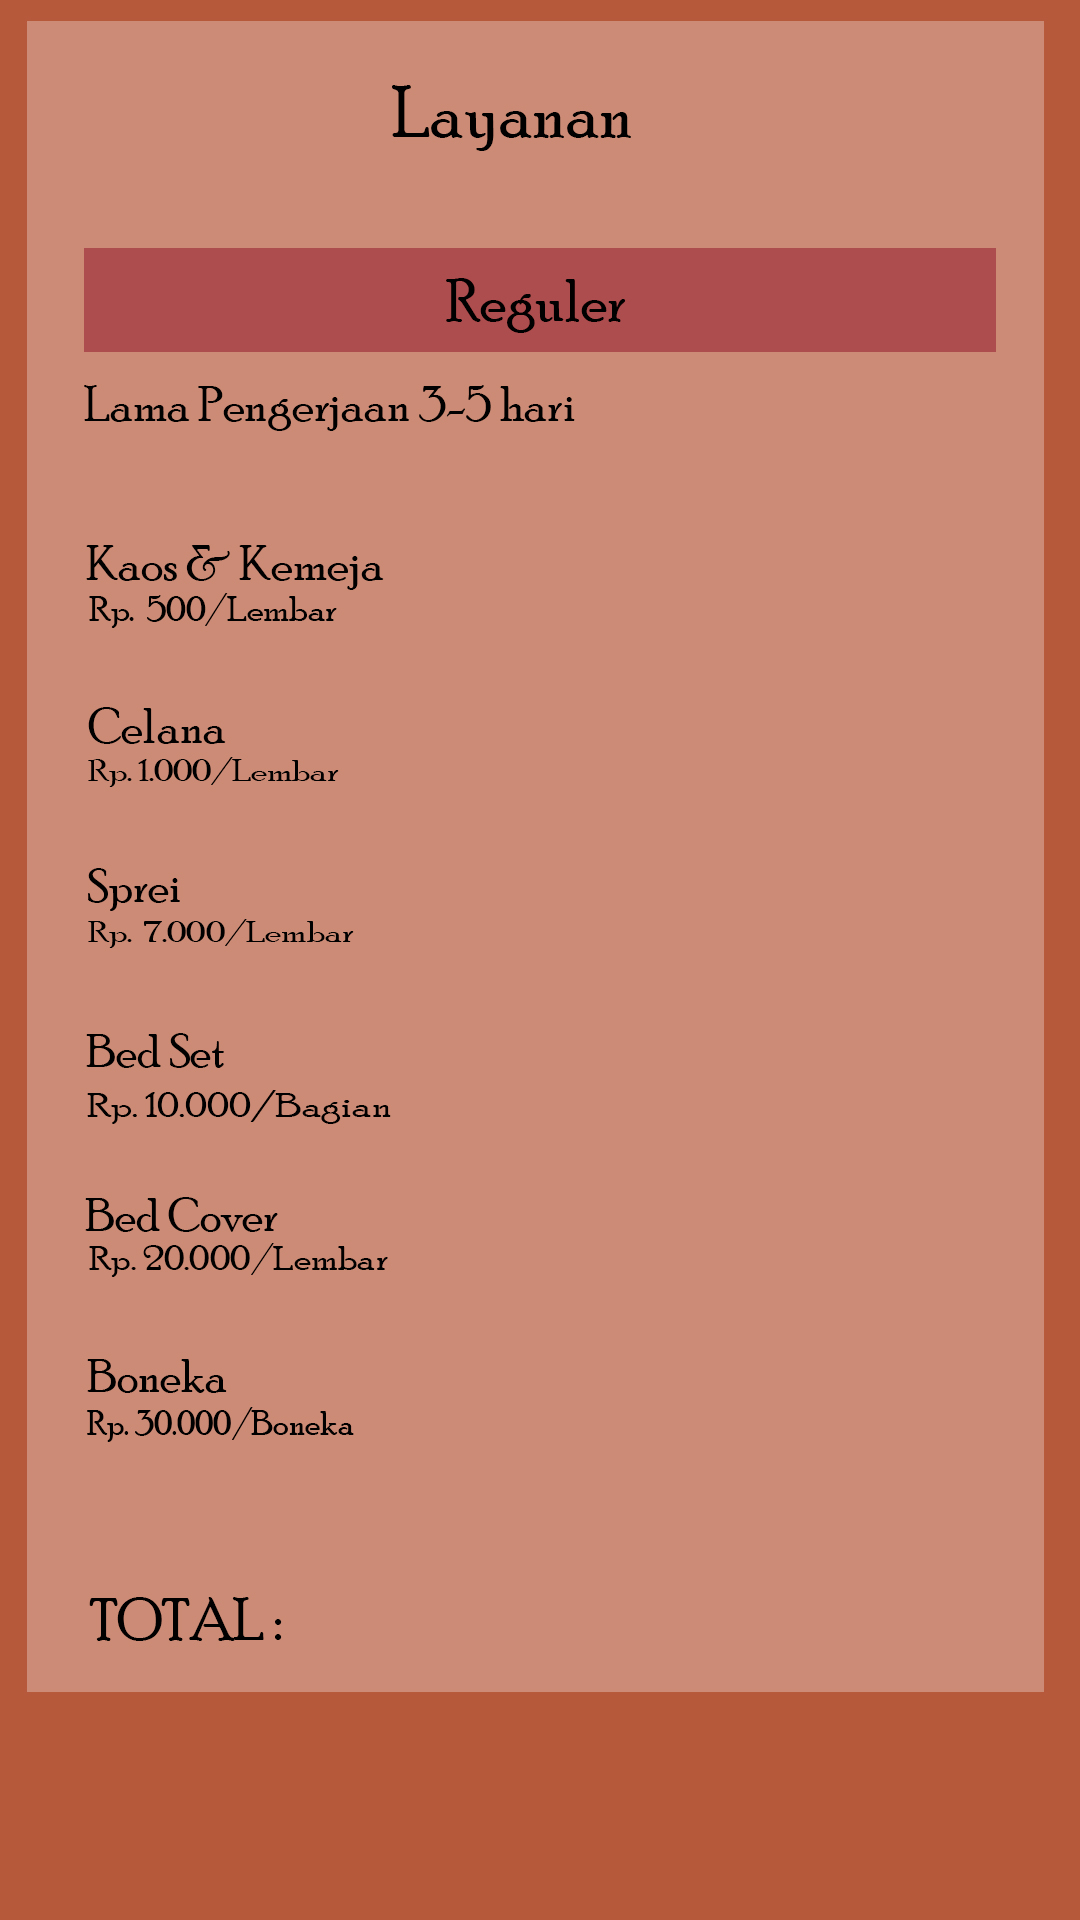 Layanan
Reguler
Lama Pengerjaan 3-5 hari
Kaos & Kemeja
Rp. 500/Lembar
Celana
Rp. 1.000/Lembar
Sprei
Rp. 7.000/Lembar
Bed Set
Rp. 10.000/Bagian
Bed Cover
Rp. 20.000/Lembar
Boneka
Rp. 30.000/Boneka
TOTAL :